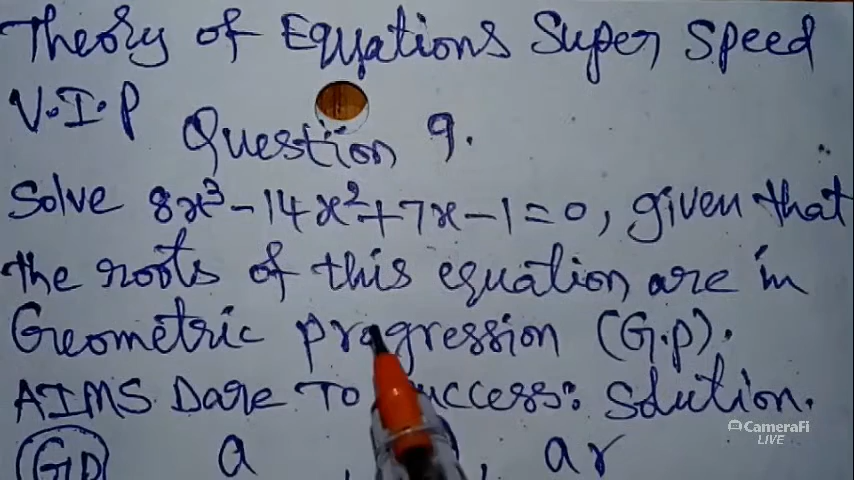 Theory of Equations Super Speed
V.I.P Question 9.
Solve 8x³-14x²+7x-1=0, given that
the roots of this equation are in
Geometric progression (G.P).
AIMS Dare To success: Solution.
CameraFi
LIVE
GP a , , ar